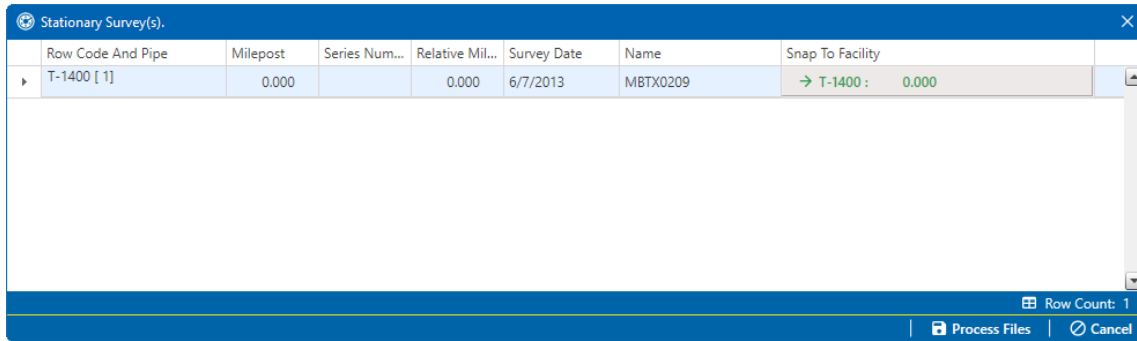 Stationary Survey(s).
Row Code And Pipe Milepost Series Num... Relative Mil... Survey Date Name Snap To Facility
T-1400 [ 1] 0.000 0.000 6/7/2013 MBTX0209 → T-1400 : 0.000
Row Count: 1
Process Files Cancel